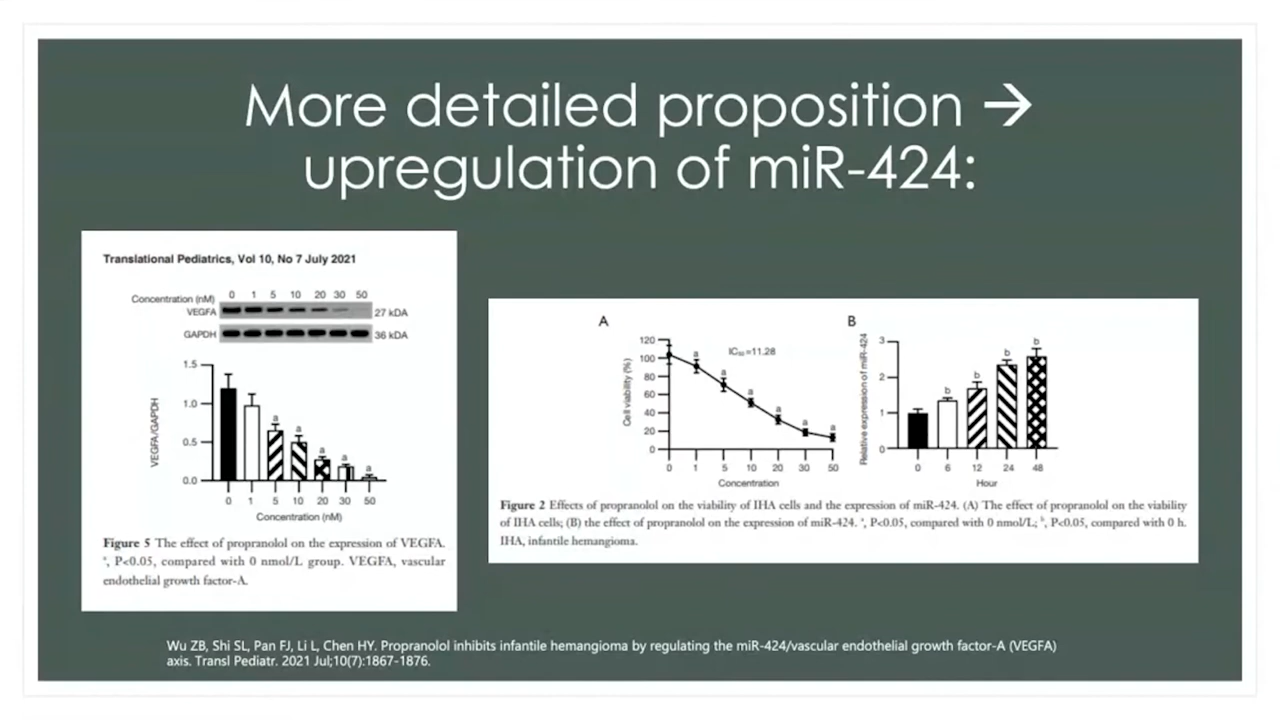 More detailed proposition →
upregulation of miR-424:
Translational Pediatrics, Vol 10, No 7 July 2021
Concentration (nM) 0 1 5 10 20 30 50
VEGFA 27 kDA
GAPDH 36 kDA
1.5
1.0
0.5
0.0
VEGFA/GAPDH
a a a a a
0 1 5 10 20 30 50
Concentration (nM)
Figure 5 The effect of propranolol on the expression of VEGFA.
a, P<0.05, compared with 0 nmol/L group. VEGFA, vascular
endothelial growth factor-A.
A
IC50=11.28
120
100
80
60
40
20
0
Cell viability (%)
a a a a a a
0 1 5 10 20 30 50
Concentration
B
3
2
1
0
Relative expression of miR-424
b b b b
0 6 12 24 48
Hour
Figure 2 Effects of propranolol on the viability of IHA cells and the expression of miR-424. (A) The effect of propranolol on the viability
of IHA cells; (B) the effect of propranolol on the expression of miR-424. a, P<0.05, compared with 0 nmol/L; b, P<0.05, compared with 0 h.
IHA, infantile hemangioma.
Wu ZB, Shi SL, Pan FJ, Li L, Chen HY. Propranolol inhibits infantile hemangioma by regulating the miR-424/vascular endothelial growth factor-A (VEGFA)
axis. Transl Pediatr. 2021 Jul;10(7):1867-1876.